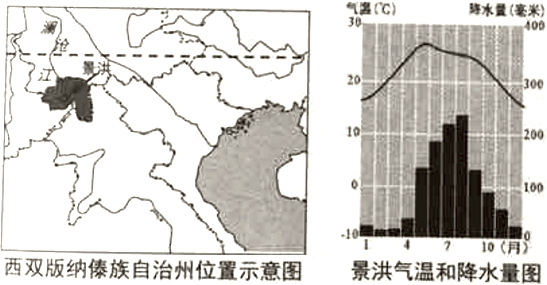 澜
沧
江
景洪
西双版纳傣族自治州位置示意图
气温(℃) 降水量(毫米)
30 400
20 300
10 200
0 100
-10 0
1 4 7 10 (月)
景洪气温和降水量图